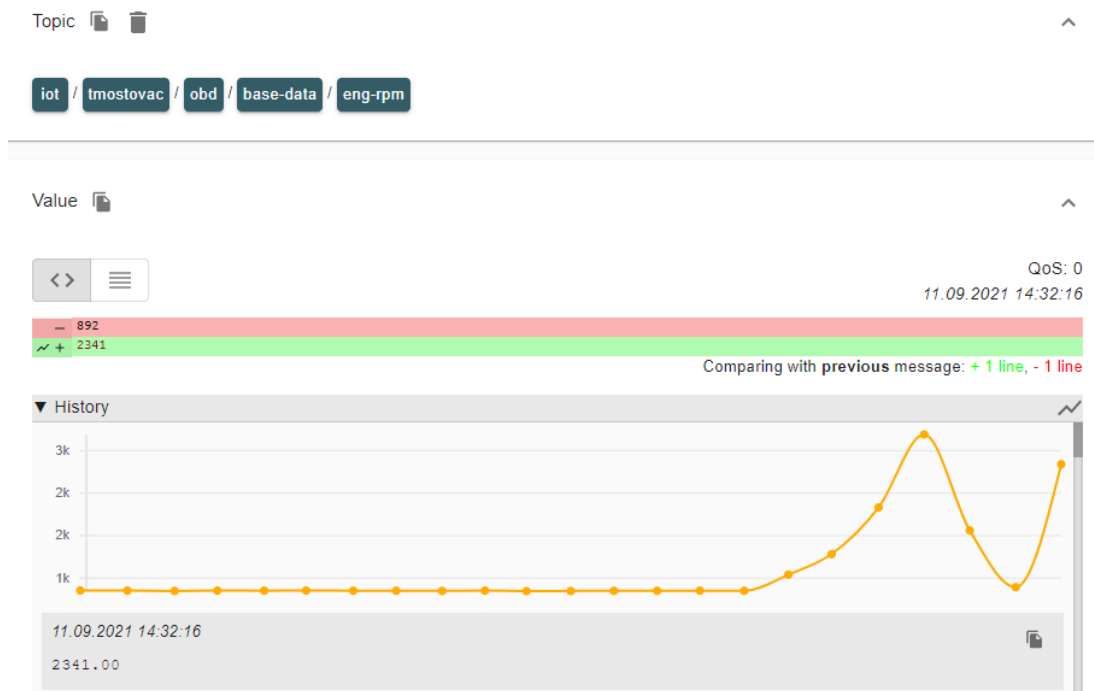 Topic
iot / tmostovac / obd / base-data / eng-rpm
Value
QoS: 0
11.09.2021 14:32:16
- 892
+ 2341
Comparing with previous message: + 1 line, - 1 line
▼ History
3k
2k
2k
1k
11.09.2021 14:32:16
2341.00